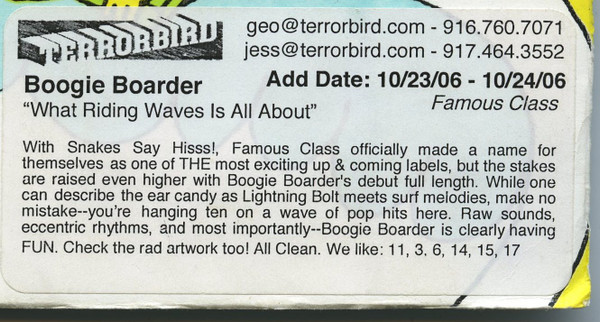 TERRORBIRD
geo@terrorbird.com - 916.760.7071
jess@terrorbird.com - 917.464.3552
Boogie Boarder
Add Date: 10/23/06 - 10/24/06
"What Riding Waves Is All About"
Famous Class
With Snakes Say Hisss!, Famous Class officially made a name for
themselves as one of THE most exciting up & coming labels, but the stakes
are raised even higher with Boogie Boarder's debut full length. While one
can describe the ear candy as Lightning Bolt meets surf melodies, make no
mistake--you're hanging ten on a wave of pop hits here. Raw sounds,
eccentric rhythms, and most importantly--Boogie Boarder is clearly having
FUN. Check the rad artwork too! All Clean. We like: 11, 3. 6, 14, 15, 17